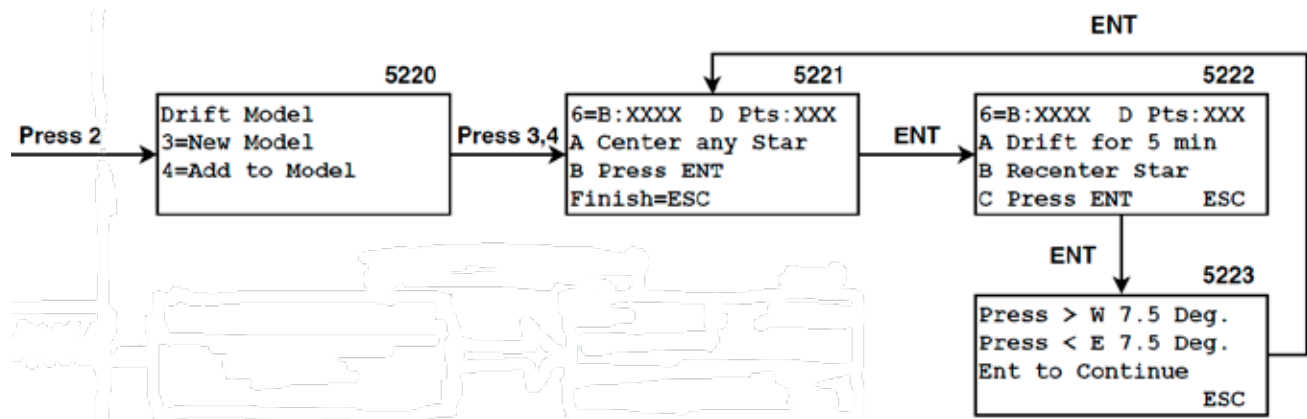 ENT
5220
5221
5222
Press 2
Drift Model
3=New Model
4=Add to Model
Press 3,4
6=B:XXXX  D Pts:XXX
A Center any Star
B Press ENT
Finish=ESC
ENT
6=B:XXXX  D Pts:XXX
A Drift for 5 min
B Recenter Star
C Press ENT     ESC
ENT
5223
Press > W 7.5 Deg.
Press < E 7.5 Deg.
Ent to Continue
ESC